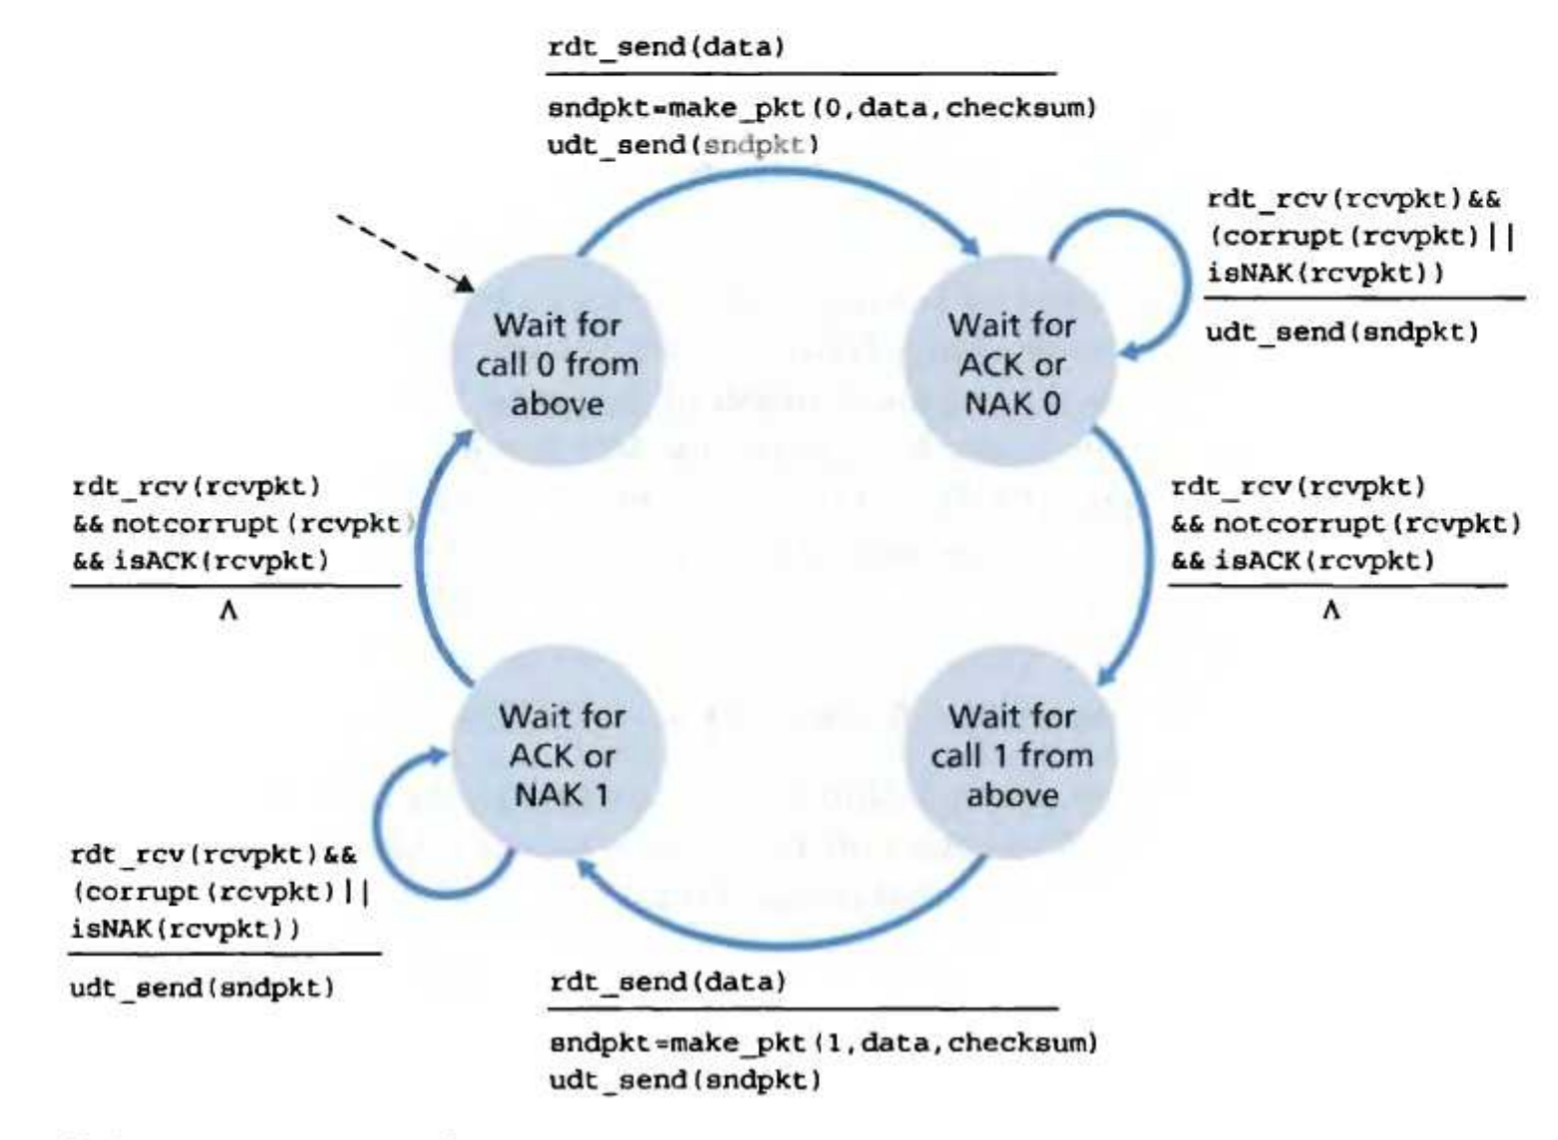 rdt_send(data)
sndpkt=make_pkt(0,data,checksum)
udt_send(sndpkt)
rdt_rcv(rcvpkt)&&
(corrupt(rcvpkt)||
isNAK(rcvpkt))
udt_send(sndpkt)
Wait for
call 0 from
above
Wait for
ACK or
NAK 0
rdt_rcv(rcvpkt)
&& notcorrupt(rcvpkt)
&& isACK(rcvpkt)
Λ
rdt_rcv(rcvpkt)
&& notcorrupt(rcvpkt)
&& isACK(rcvpkt)
Λ
Wait for
ACK or
NAK 1
Wait for
call 1 from
above
rdt_rcv(rcvpkt)&&
(corrupt(rcvpkt)||
isNAK(rcvpkt))
udt_send(sndpkt)
rdt_send(data)
sndpkt=make_pkt(1,data,checksum)
udt_send(sndpkt)